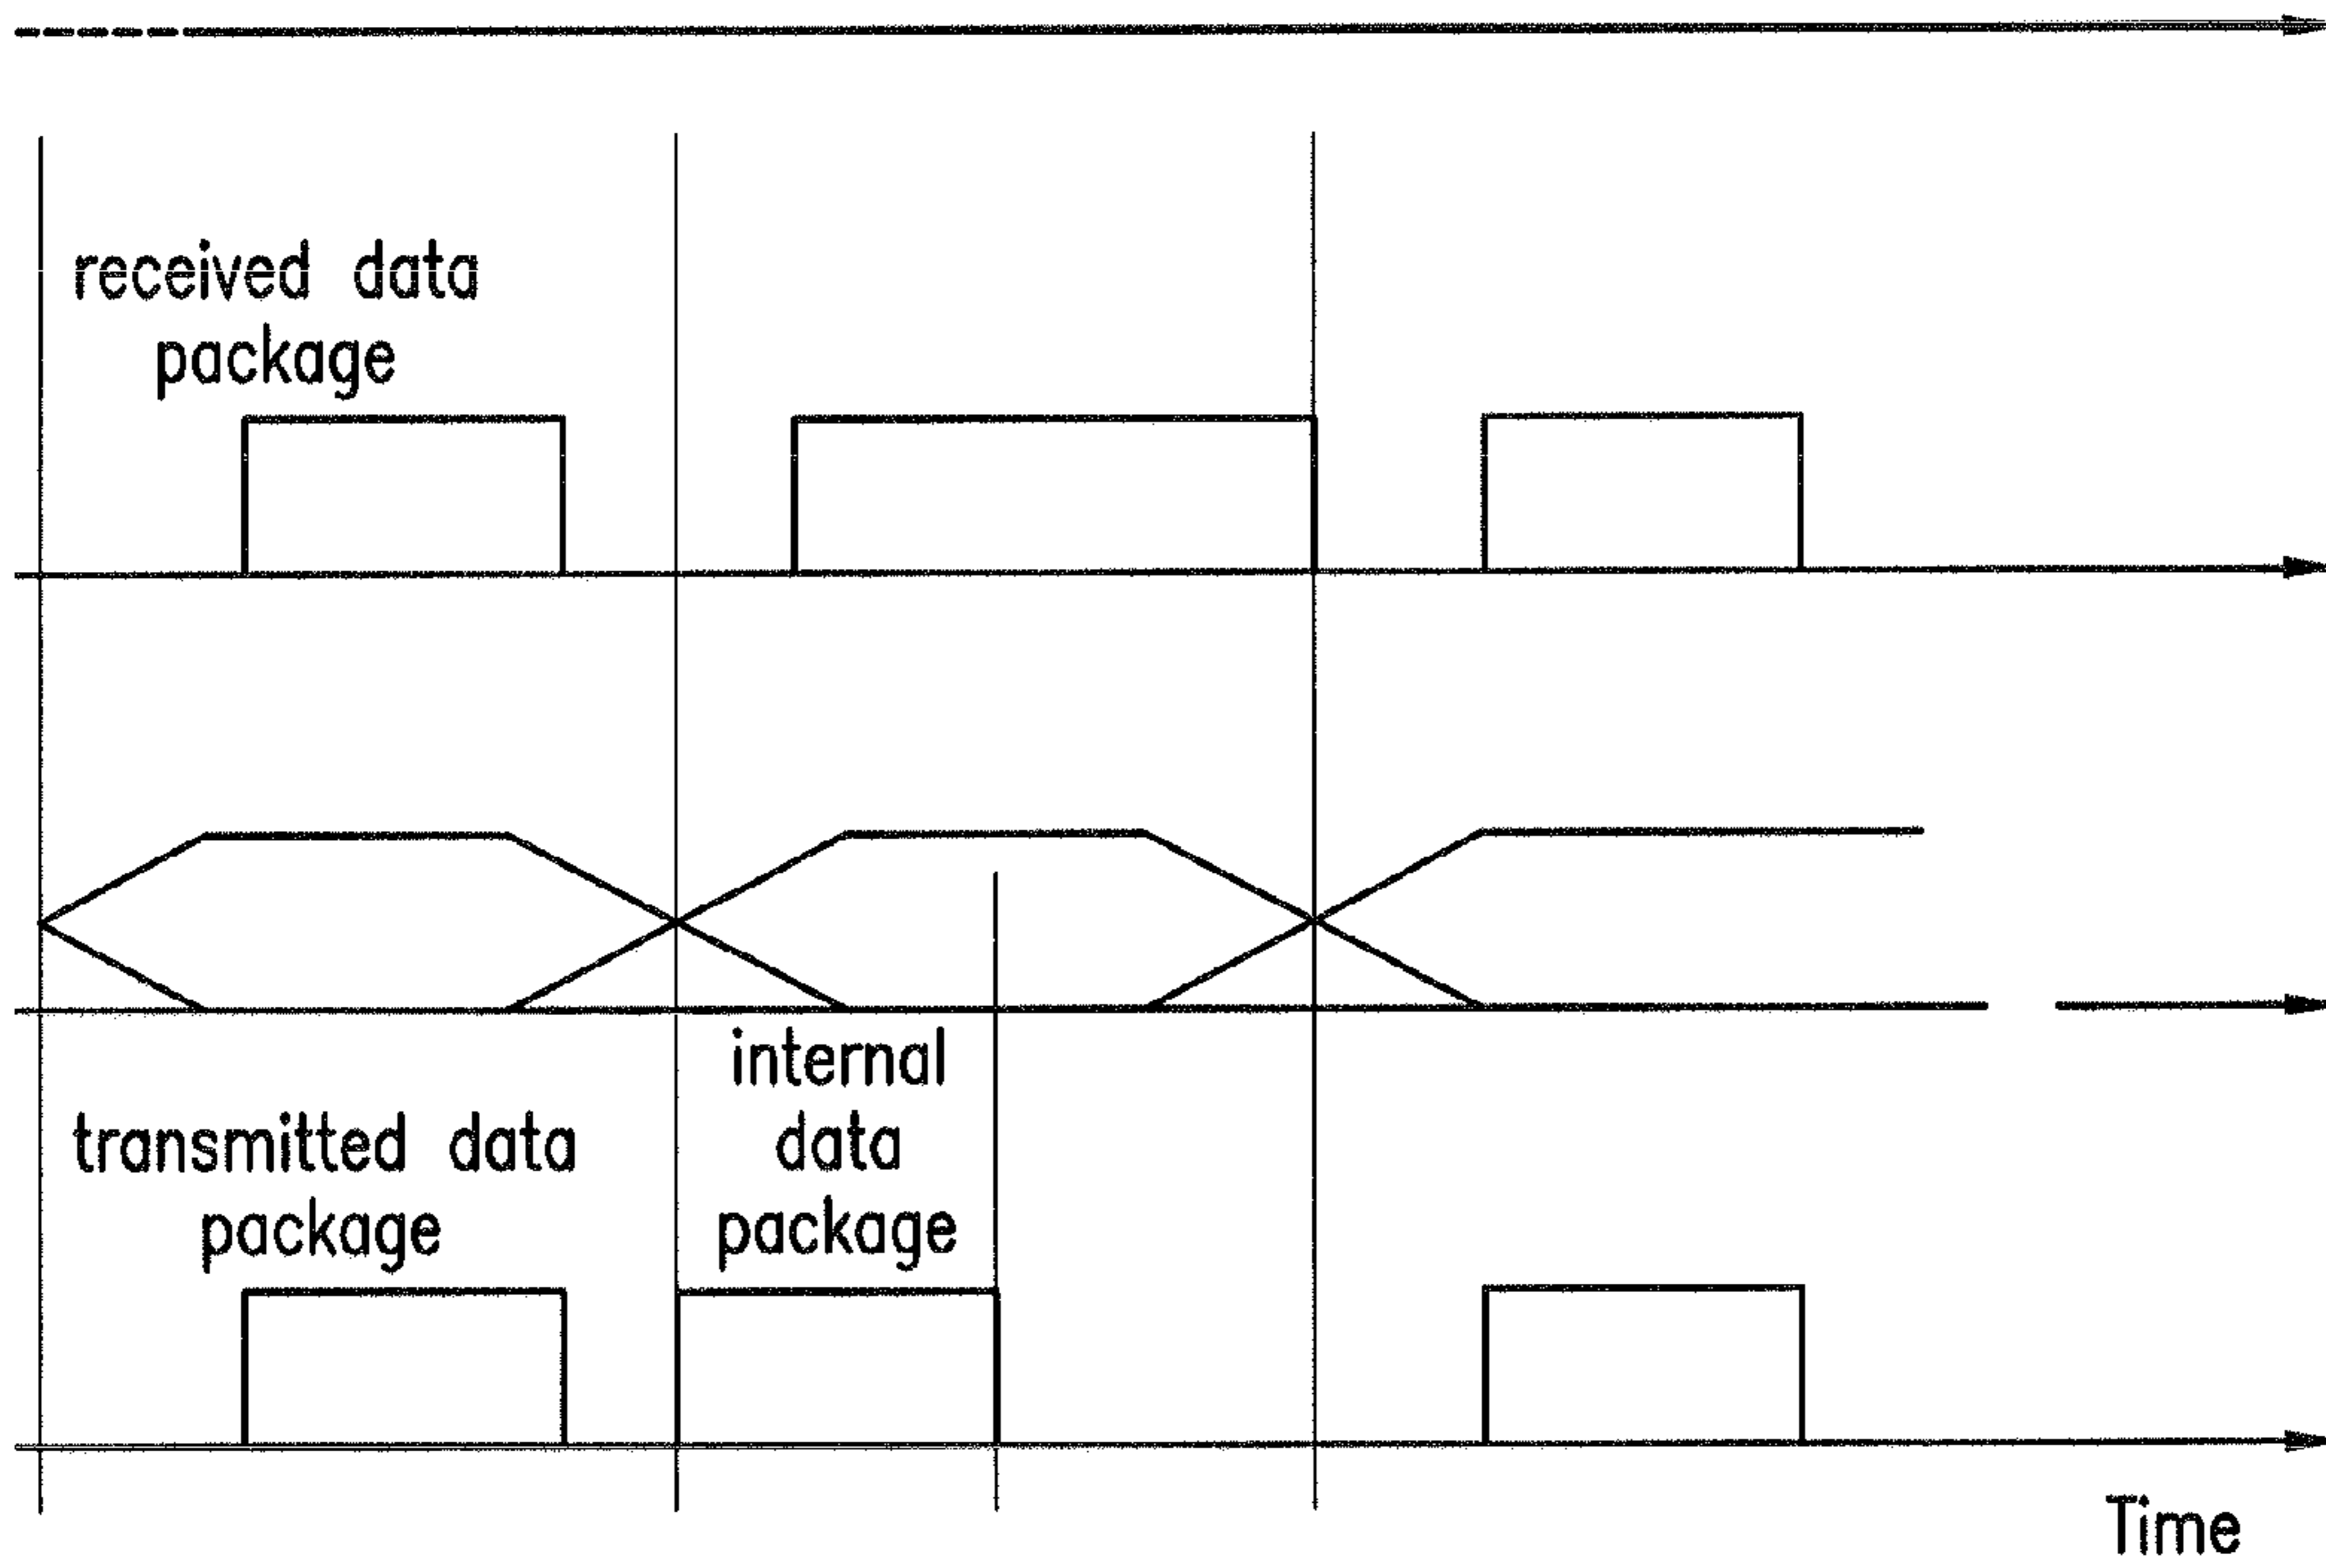 received data
package
internal
data
package
transmitted data
package
Time